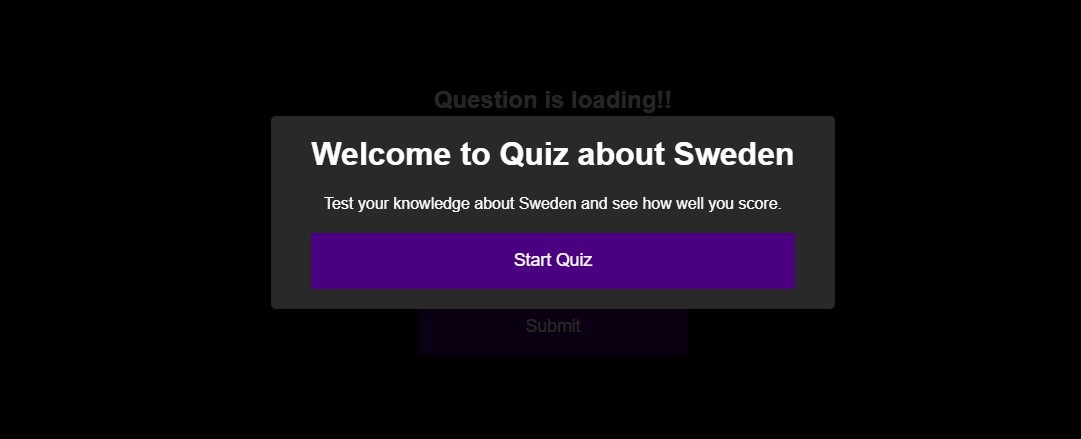 Question is loading!!
Welcome to Quiz about Sweden
Test your knowledge about Sweden and see how well you score.
Start Quiz
Submit